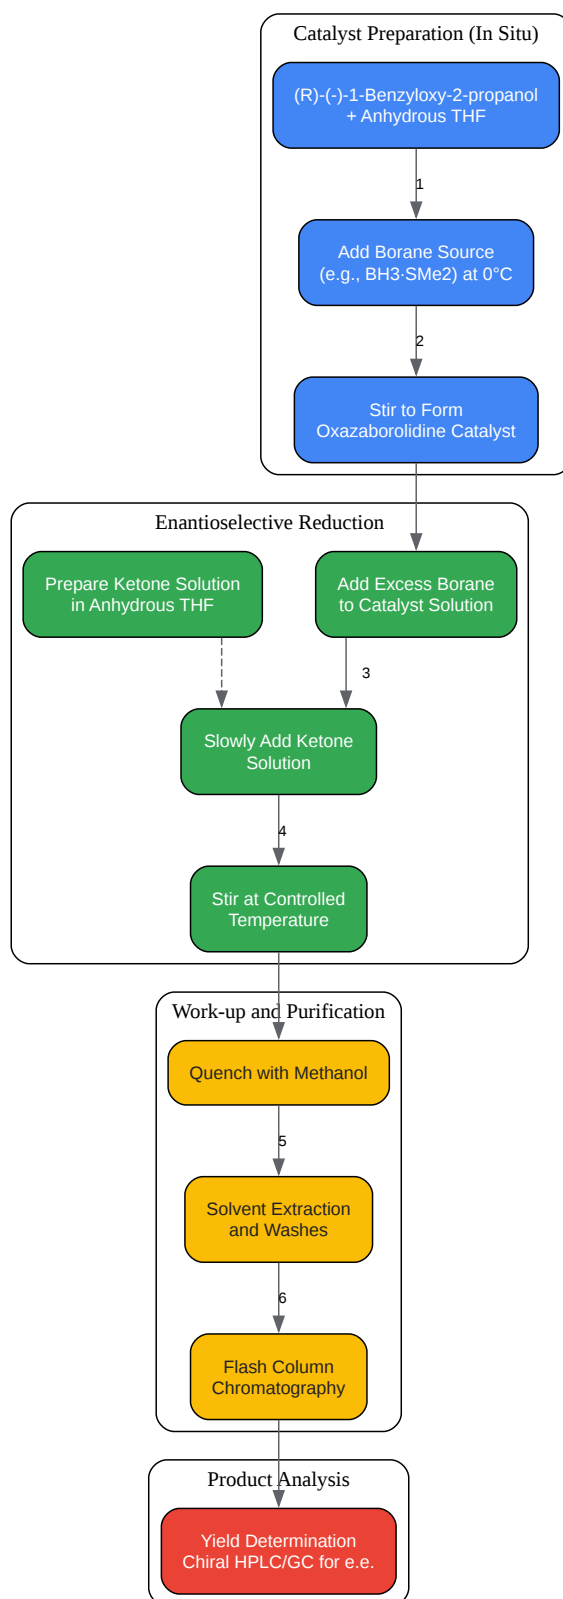 Catalyst Preparation (In Situ)
(R)-(-)-1-Benzyloxy-2-propanol
+ Anhydrous THF
1
Add Borane Source
(e.g., BH3·SMe2) at 0°C
2
Stir to Form
Oxazaborolidine Catalyst
Enantioselective Reduction
Prepare Ketone Solution
in Anhydrous THF
Add Excess Borane
to Catalyst Solution
3
Slowly Add Ketone
Solution
4
Stir at Controlled
Temperature
Work-up and Purification
Quench with Methanol
5
Solvent Extraction
and Washes
6
Flash Column
Chromatography
Product Analysis
Yield Determination
Chiral HPLC/GC for e.e.